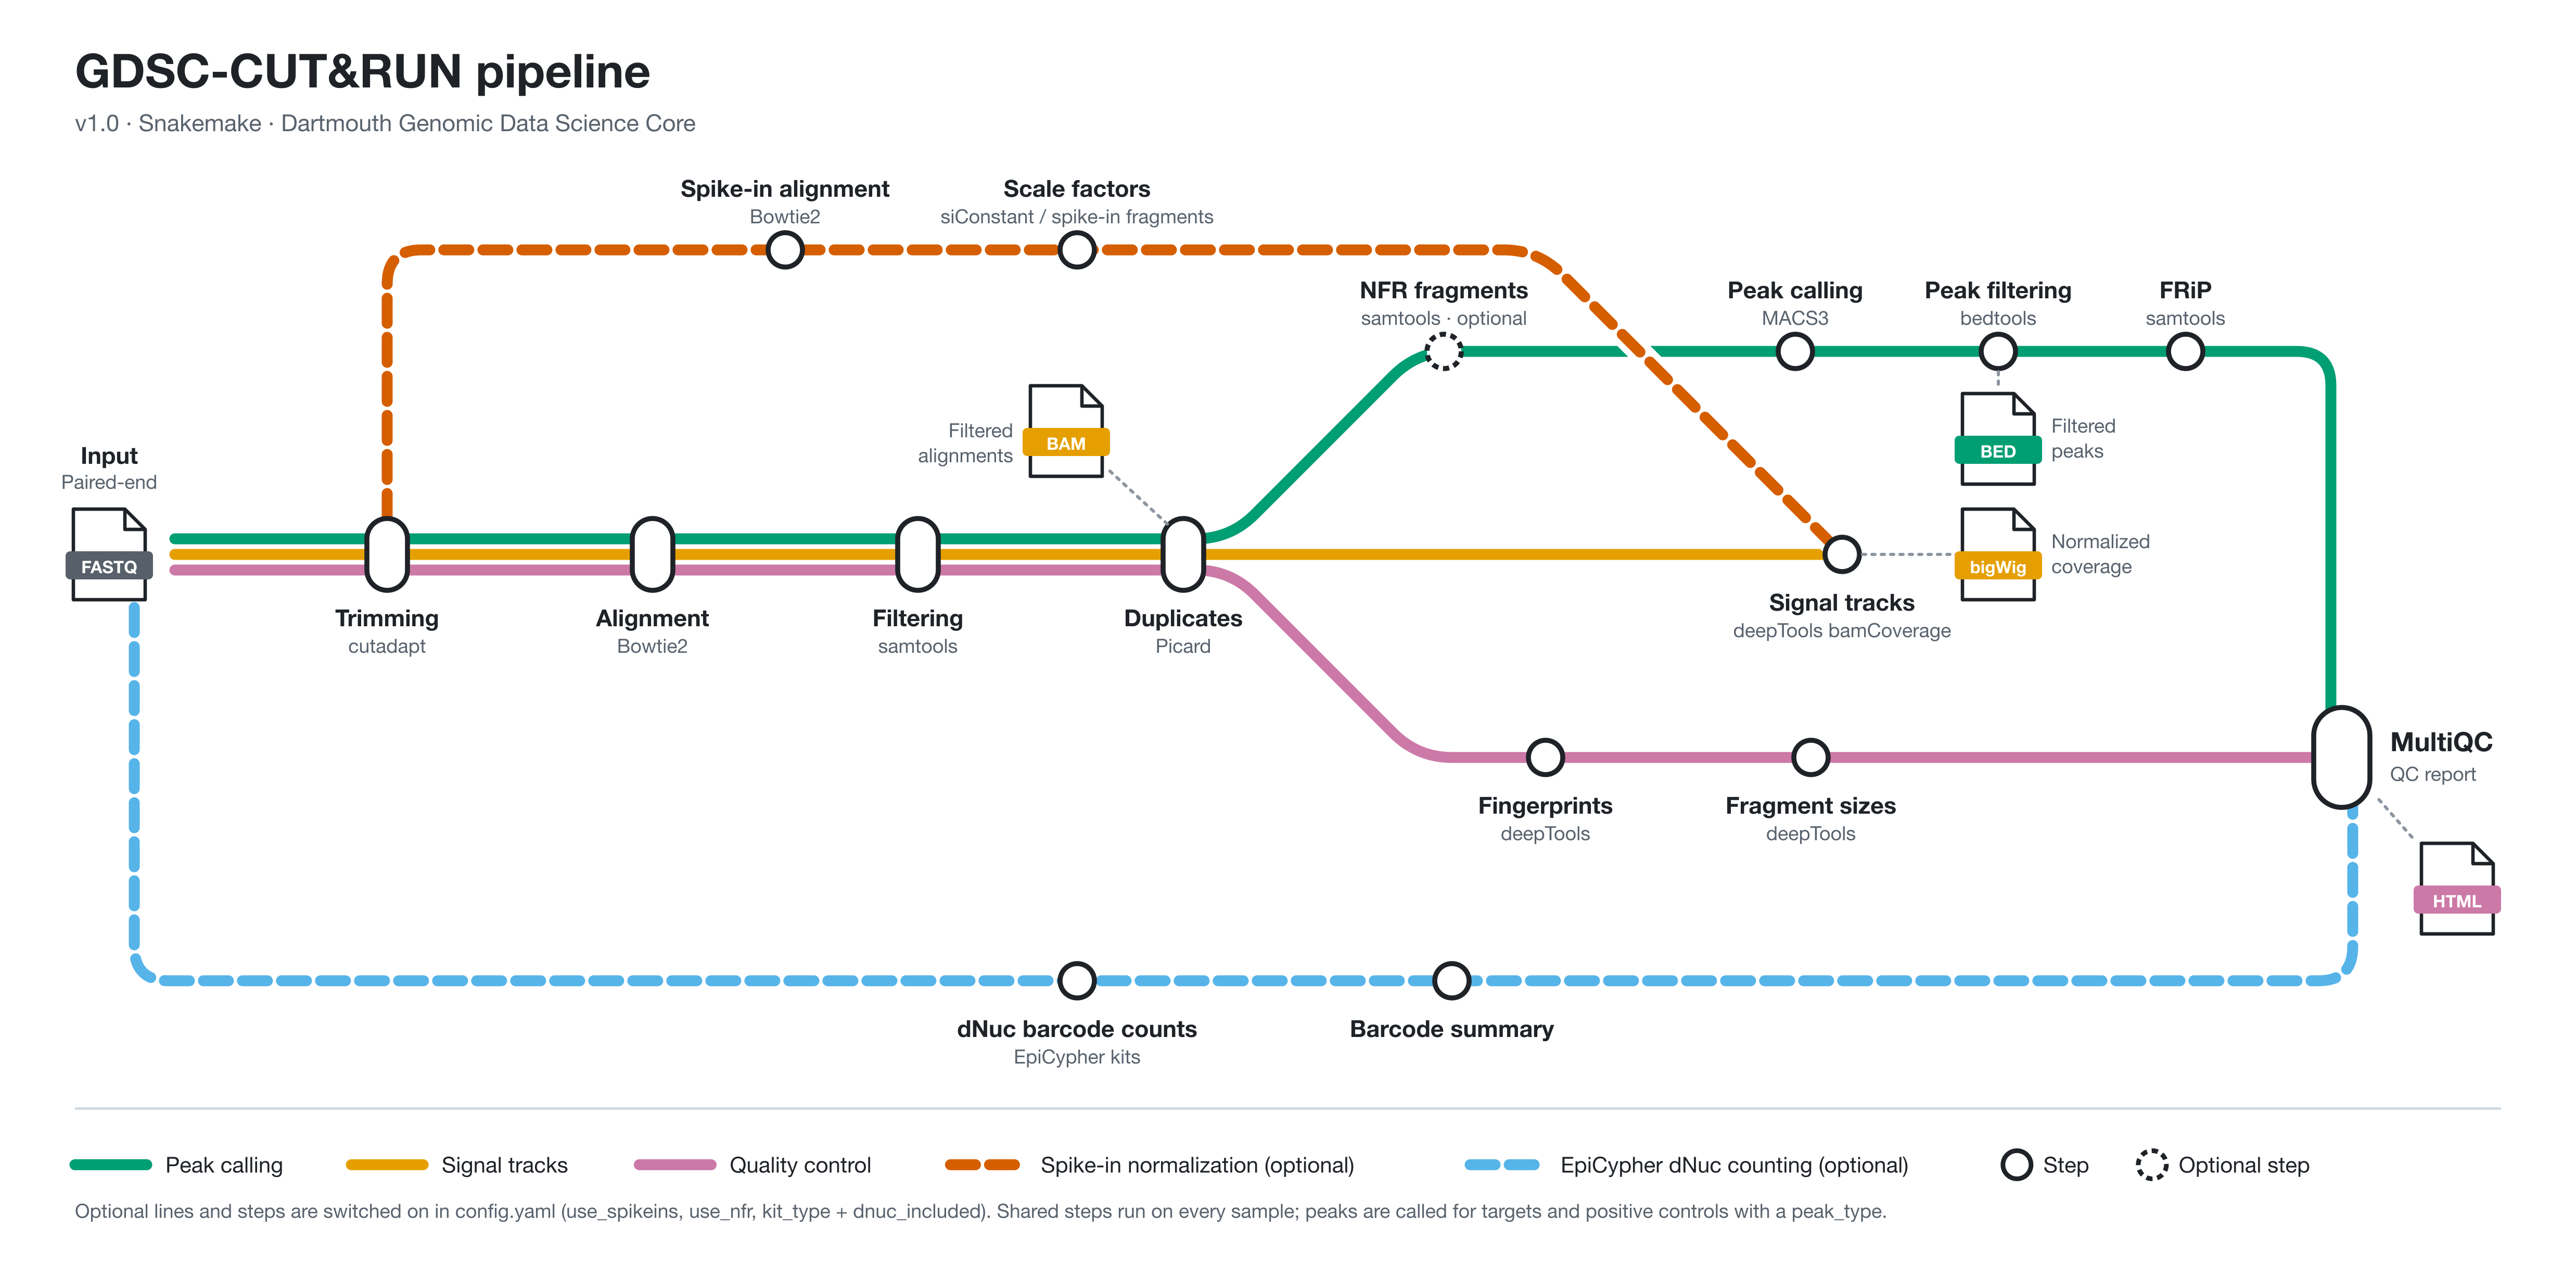 GDSC-CUT&RUN pipeline
v1.0 · Snakemake · Dartmouth Genomic Data Science Core
Spike-in alignment
Bowtie2
Scale factors
siConstant / spike-in fragments
NFR fragments
samtools · optional
Peak calling
MACS3
Peak filtering
bedtools
FRiP
samtools
Filtered
alignments
BAM
BED
Filtered
peaks
Input
Paired-end
FASTQ
Trimming
cutadapt
Alignment
Bowtie2
Filtering
samtools
Duplicates
Picard
Signal tracks
deepTools bamCoverage
bigWig
Normalized
coverage
Fingerprints
deepTools
Fragment sizes
deepTools
MultiQC
QC report
HTML
dNuc barcode counts
EpiCypher kits
Barcode summary
Peak calling
Signal tracks
Quality control
Spike-in normalization (optional)
EpiCypher dNuc counting (optional)
Step
Optional step
Optional lines and steps are switched on in config.yaml (use_spikeins, use_nfr, kit_type + dnuc_included). Shared steps run on every sample; peaks are called for targets and positive controls with a peak_type.